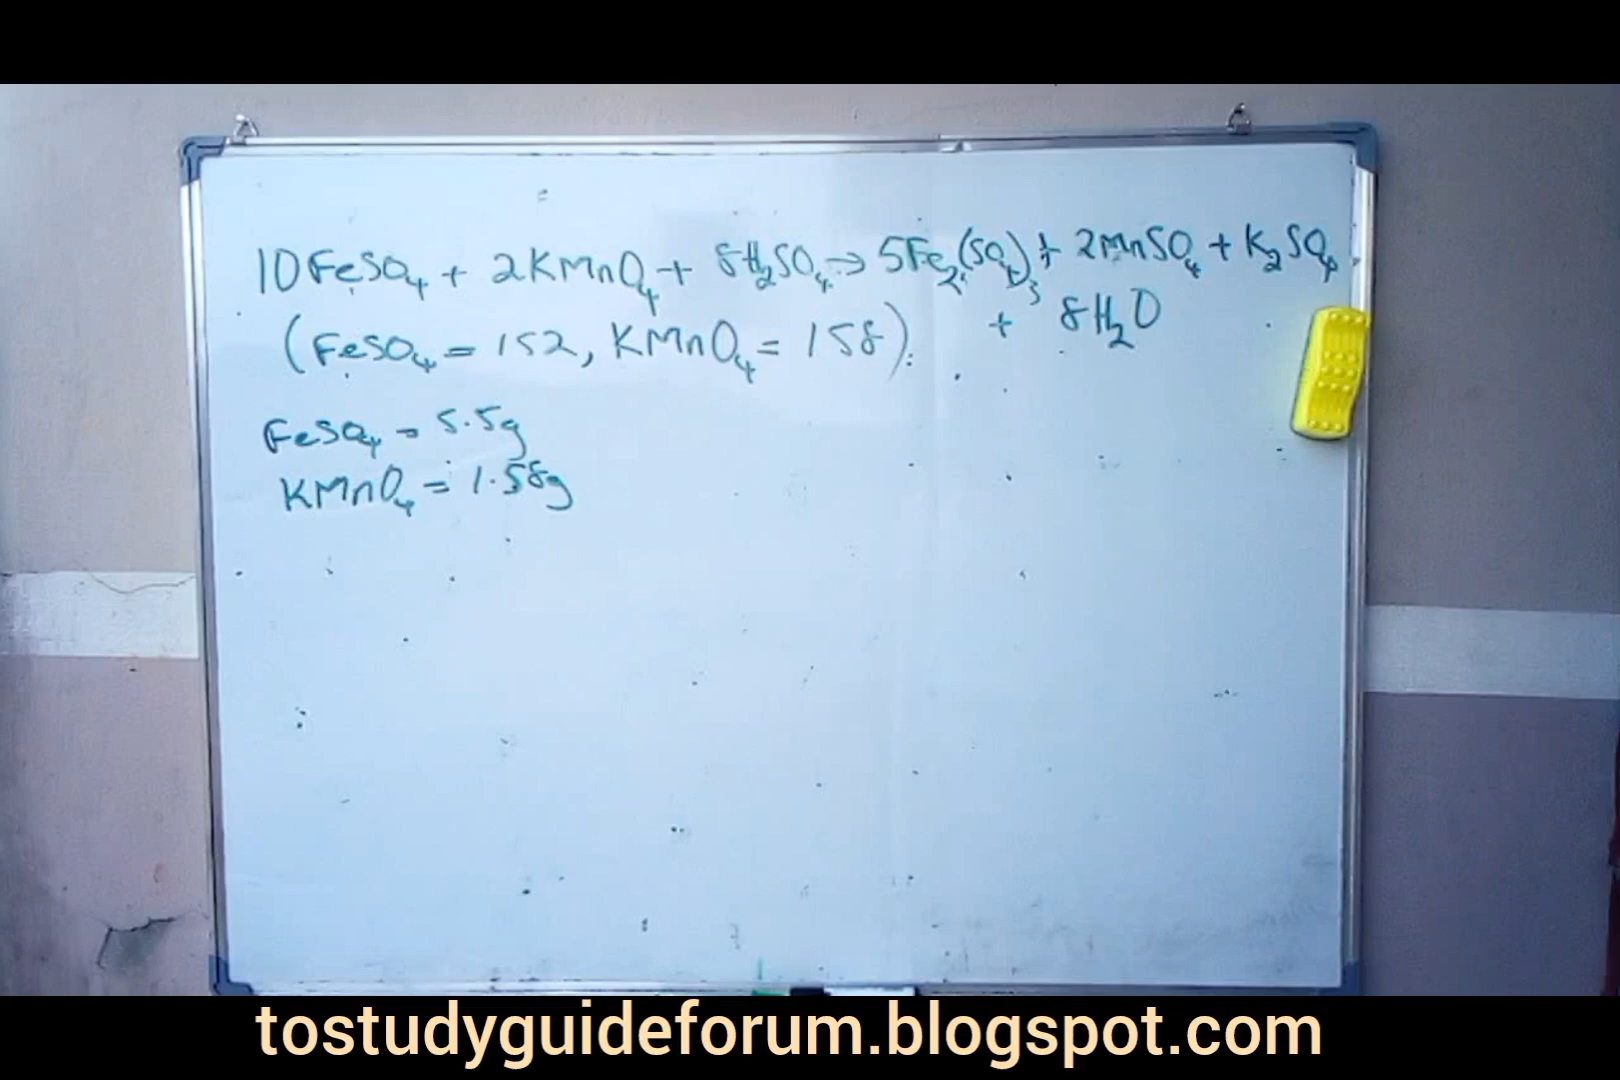 10FeSO₄ + 2KMnO₄ + 8H₂SO₄ → 5Fe₂(SO₄)₃ + 2MnSO₄ + K₂SO₄
+ 8H₂O
(FeSO₄ = 152, KMnO₄ = 158).
FeSO₄ = 5.5g
KMnO₄ = 1.58g
tostudyguideforum.blogspot.com